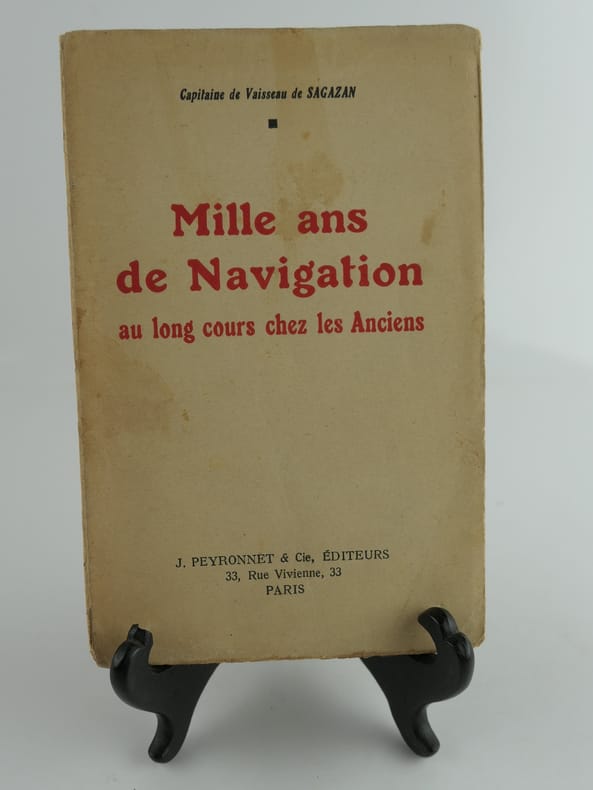 Capitaine de Vaisseau de SAGAZAN
Mille ans
de Navigation
au long cours chez les Anciens
J. PEYRONNET & Cie, ÉDITEURS
33, Rue Vivienne, 33
PARIS